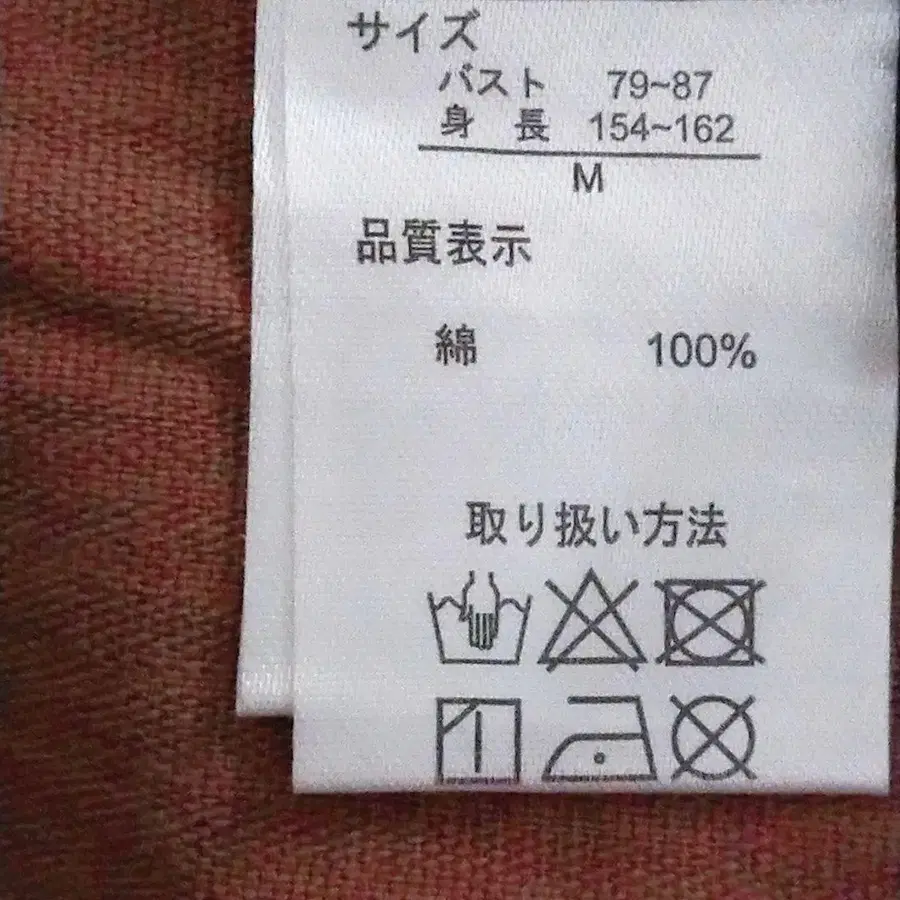 サイズ
バスト 79~87
身 長 154~162
M
品質表示
綿 100%
取り扱い方法